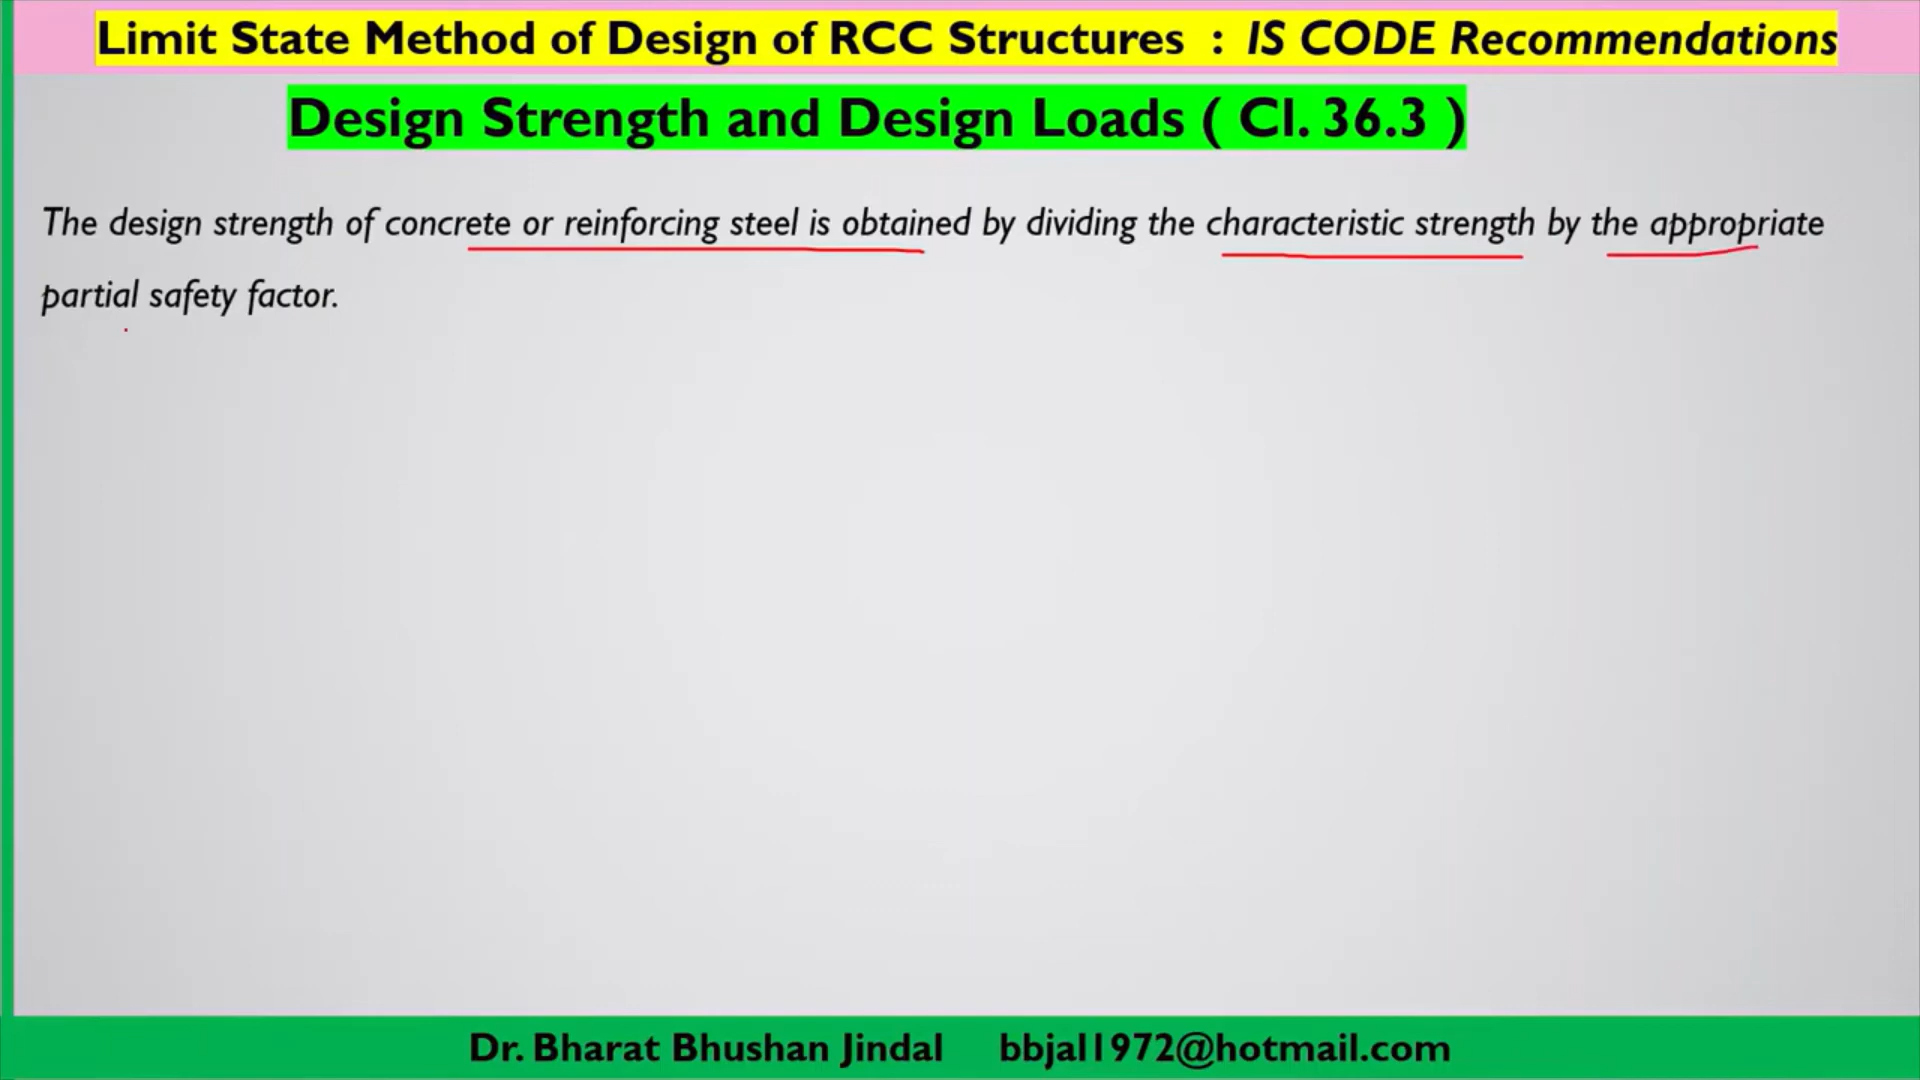 Limit State Method of Design of RCC Structures : IS CODE Recommendations
Design Strength and Design Loads ( Cl. 36.3 )
The design strength of concrete or reinforcing steel is obtained by dividing the characteristic strength by the appropriate
partial safety factor.
Dr. Bharat Bhushan Jindal bbjal1972@hotmail.com